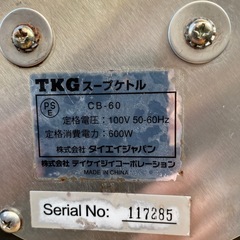 TKG スープケトル
PS
E
CB-60
定格電圧：100V 50-60Hz
定格消費電力：600W
株式会社 タイエイジャパン
株式会社 テイケイジイコーポレーション
MADE IN CHINA
Serial No: 117285